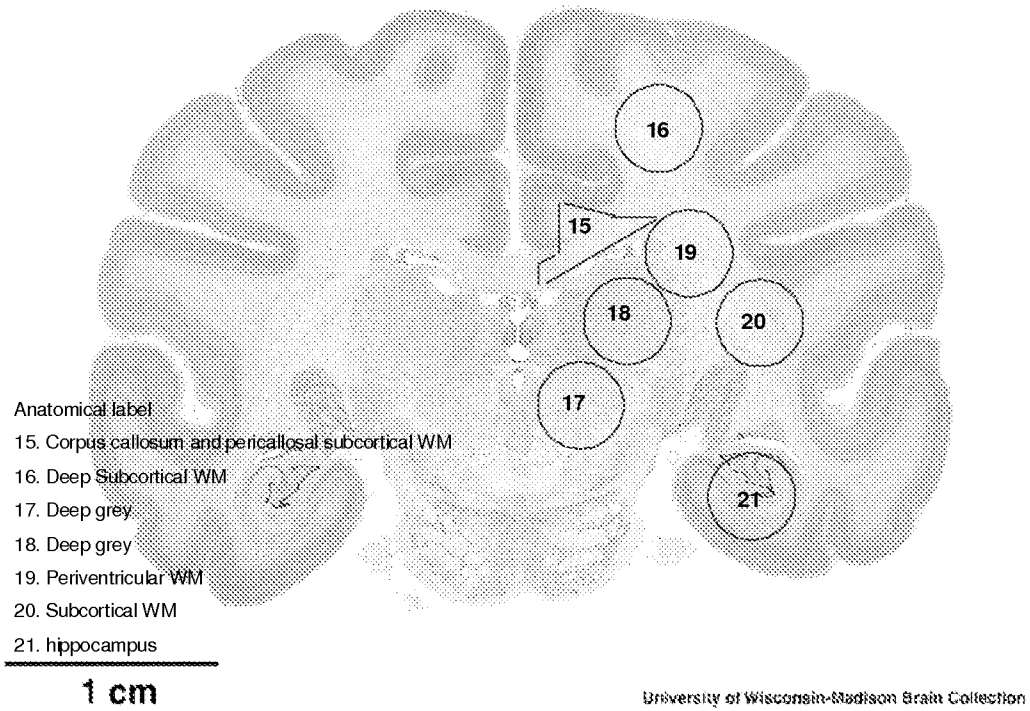 16
15
19
18
20
17
21
Anatomical label
15. Corpus callosum and pericallosal subcortical WM
16. Deep Subcortical WM
17. Deep grey
18. Deep grey
19. Periventricular WM
20. Subcortical WM
21. hippocampus
1 cm
University of Wisconsin-Madison Brain Collection